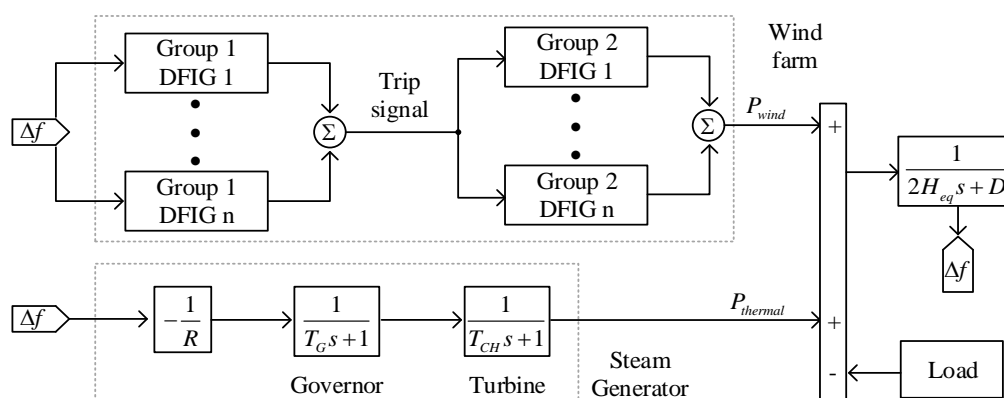 Group 1
DFIG 1
Group 1
DFIG n
Δf
Σ
Trip
signal
Group 2
DFIG 1
Group 2
DFIG n
Σ
Wind
farm
P_wind
+
+
-
1
2H_eq s + D
Δf
Δf
- 1
R
1
T_G s + 1
Governor
1
T_CH s + 1
Turbine
Steam
Generator
P_thermal
Load